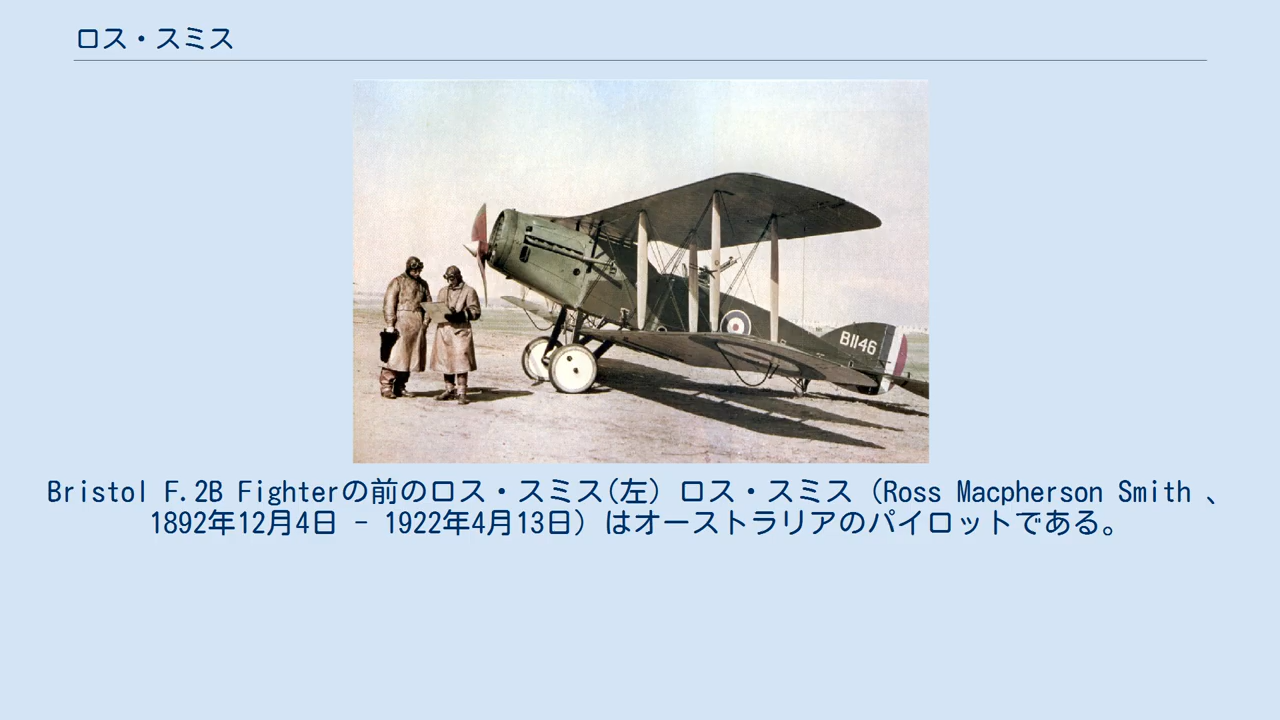 ロス・スミス
B1146
Bristol F.2B Fighterの前のロス・スミス(左) ロス・スミス（Ross Macpherson Smith 、
1892年12月4日 - 1922年4月13日）はオーストラリアのパイロットである。